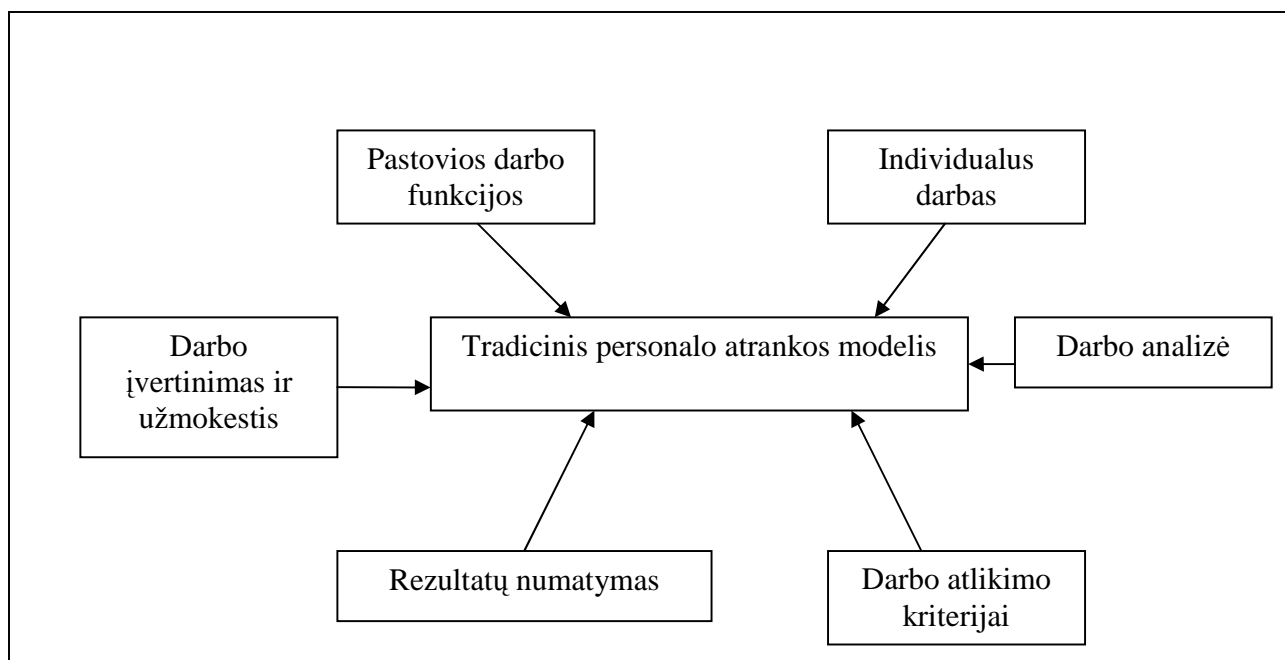 Pastovios darbo
funkcijos
Individualus
darbas
Darbo
įvertinimas ir
užmokestis
Tradicinis personalo atrankos modelis
Darbo analizė
Rezultatų numatymas
Darbo atlikimo
kriterijai